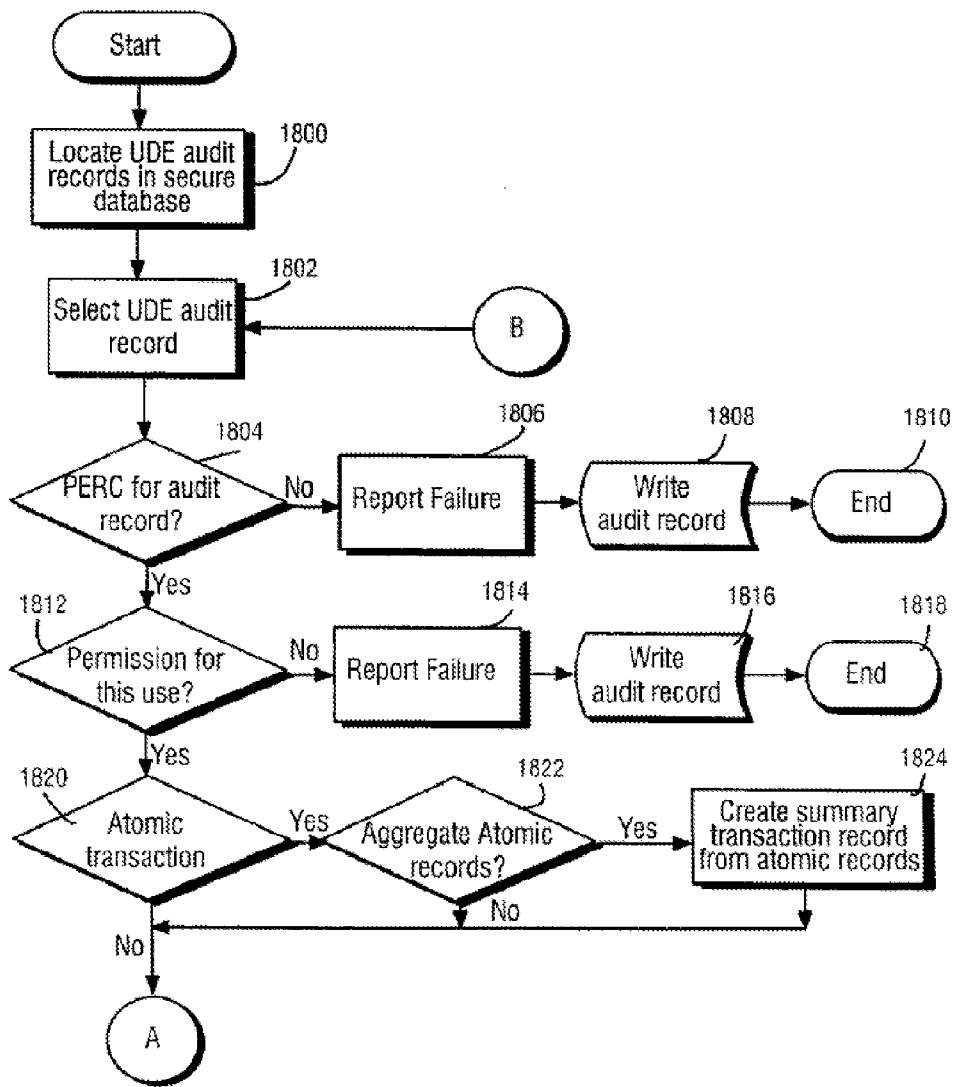 Start
1800
Locate UDE audit
records in secure
database
1802
Select UDE audit
record
B
1804
PERC for audit
record?
No
1806
Report Failure
1808
Write
audit record
1810
End
Yes
1812
Permission for
this use?
No
1814
Report Failure
1816
Write
audit record
1818
End
Yes
1820
Atomic
transaction
Yes
1822
Aggregate Atomic
records?
Yes
1824
Create summary
transaction record
from atomic records
No
No
A